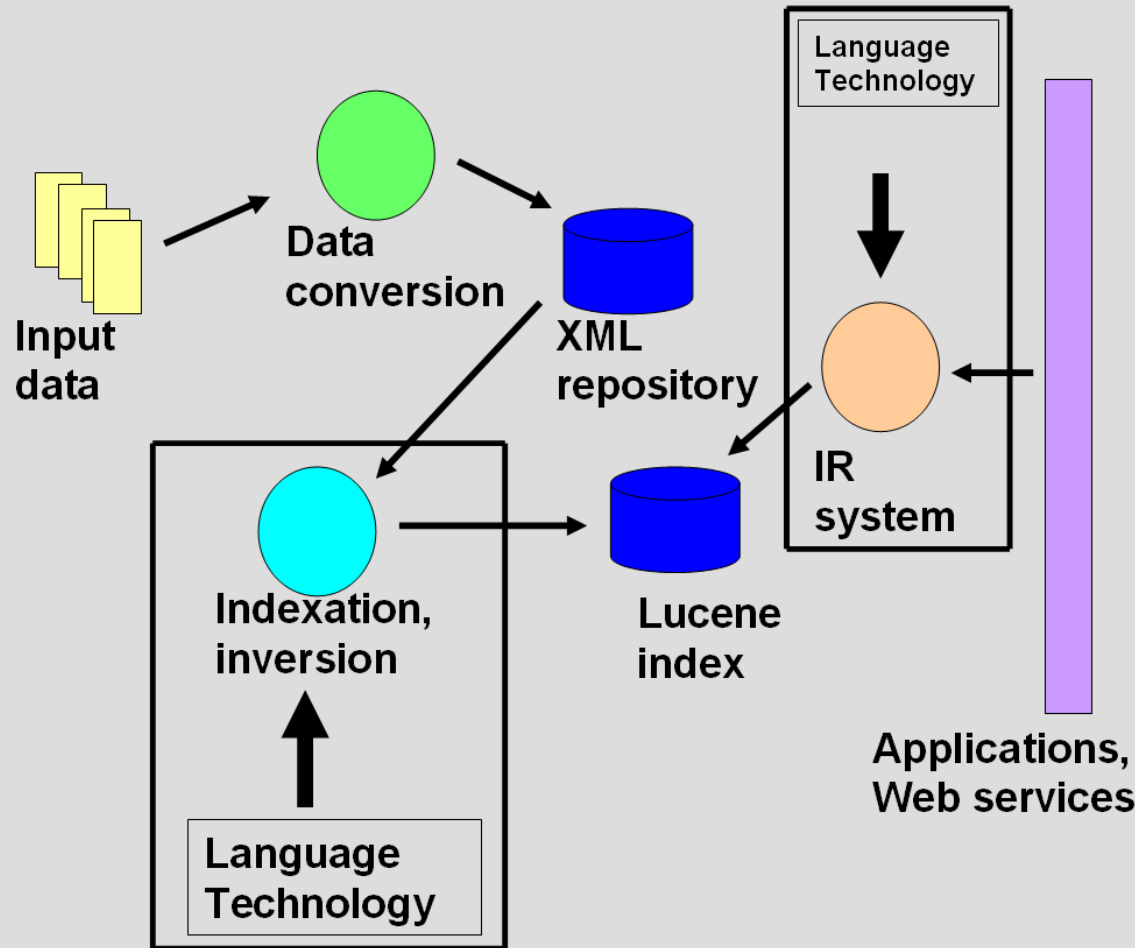 Language
Technology
Data
conversion
Input
data
XML
repository
IR
system
Indexation,
inversion
Lucene
index
Applications,
Web services
Language
Technology